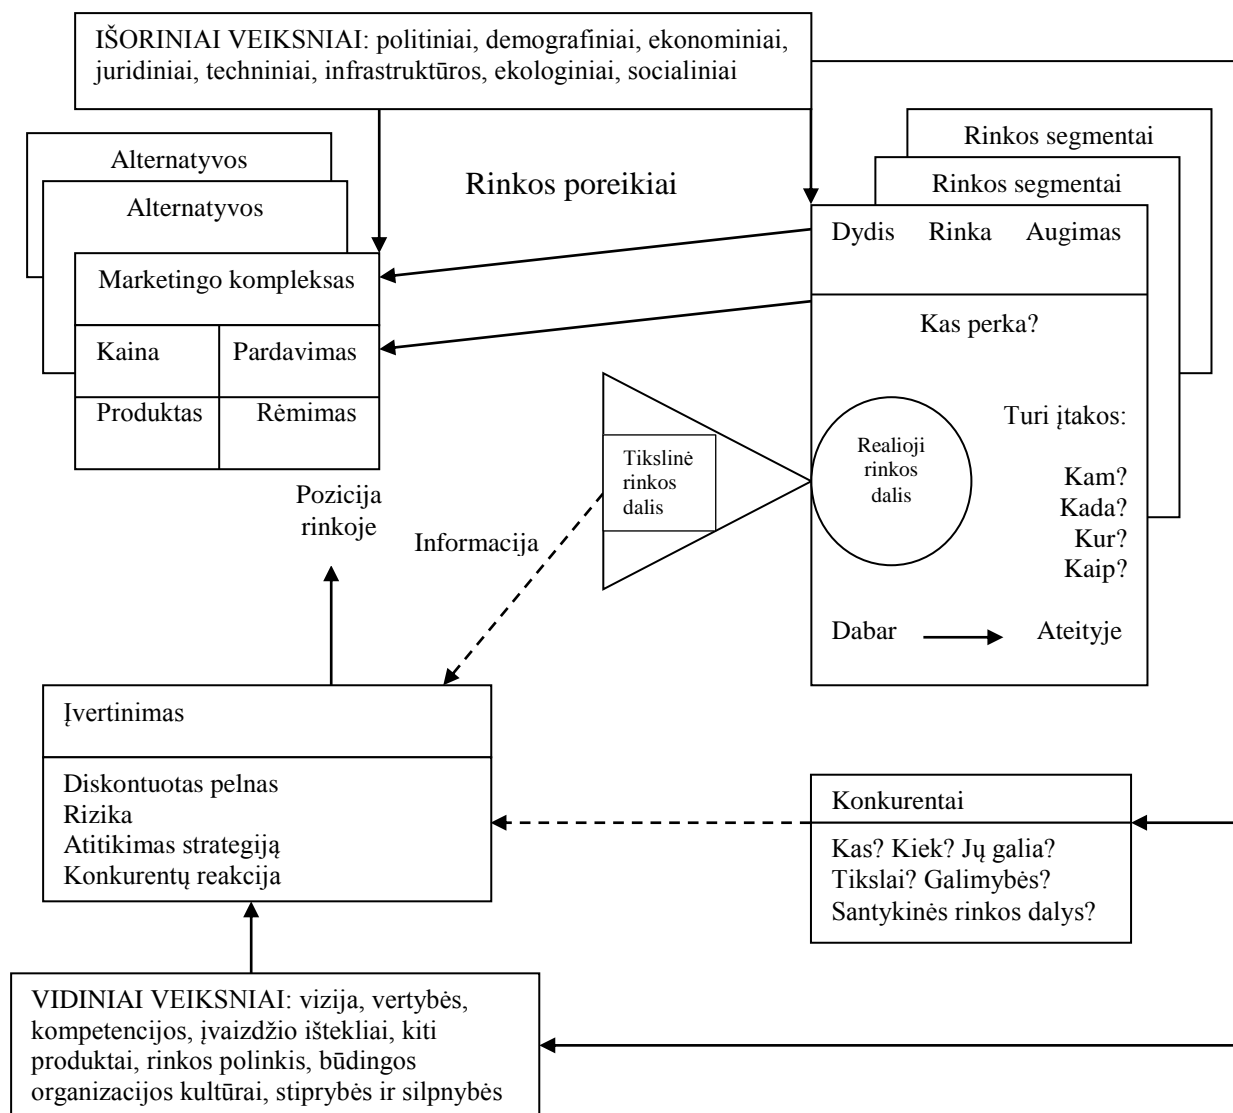 IŠORINIAI VEIKSNIAI: politiniai, demografiniai, ekonominiai,
juridiniai, techniniai, infrastruktūros, ekologiniai, socialiniai
Alternatyvos
Alternatyvos
Marketingo kompleksas
Kaina
Pardavimas
Produktas
Rėmimas
Rinkos poreikiai
Rinkos segmentai
Rinkos segmentai
Dydis Rinka Augimas
Kas perka?
Turi įtakos:
Kam?
Kada?
Kur?
Kaip?
Realioji
rinkos
dalis
Tikslinė
rinkos
dalis
Dabar
Ateityje
Pozicija
rinkoje
Informacija
Įvertinimas
Diskontuotas pelnas
Rizika
Atitikimas strategiją
Konkurentų reakcija
Konkurentai
Kas? Kiek? Jų galia?
Tikslai? Galimybės?
Santykinės rinkos dalys?
VIDINIAI VEIKSNIAI: vizija, vertybės,
kompetencijos, įvaizdžio ištekliai, kiti
produktai, rinkos polinkis, būdingos
organizacijos kultūrai, stiprybės ir silpnybės